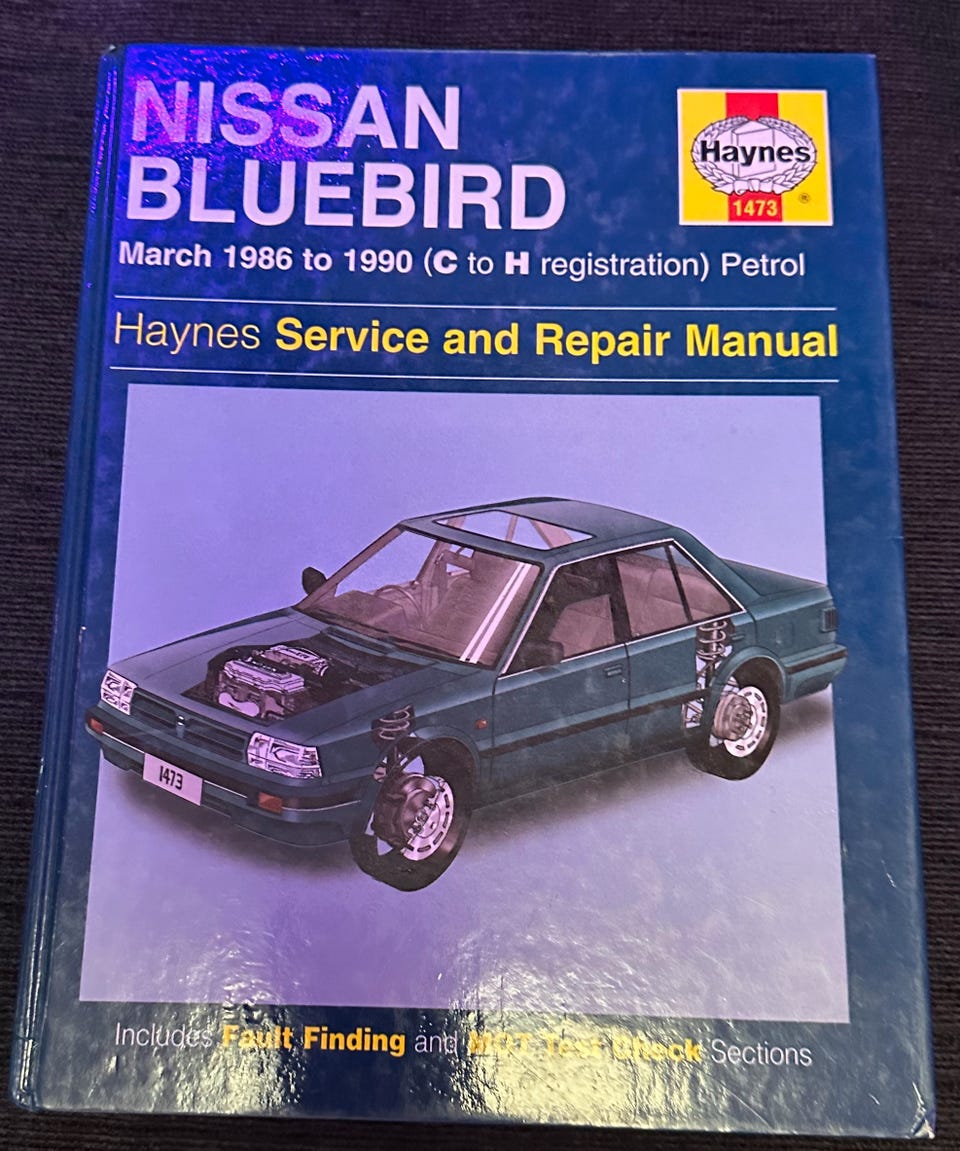 NISSAN
BLUEBIRD
Haynes
®
1473
March 1986 to 1990 (C to H registration) Petrol
Haynes Service and Repair Manual
1473
Includes Fault Finding and MOT Test Check Sections